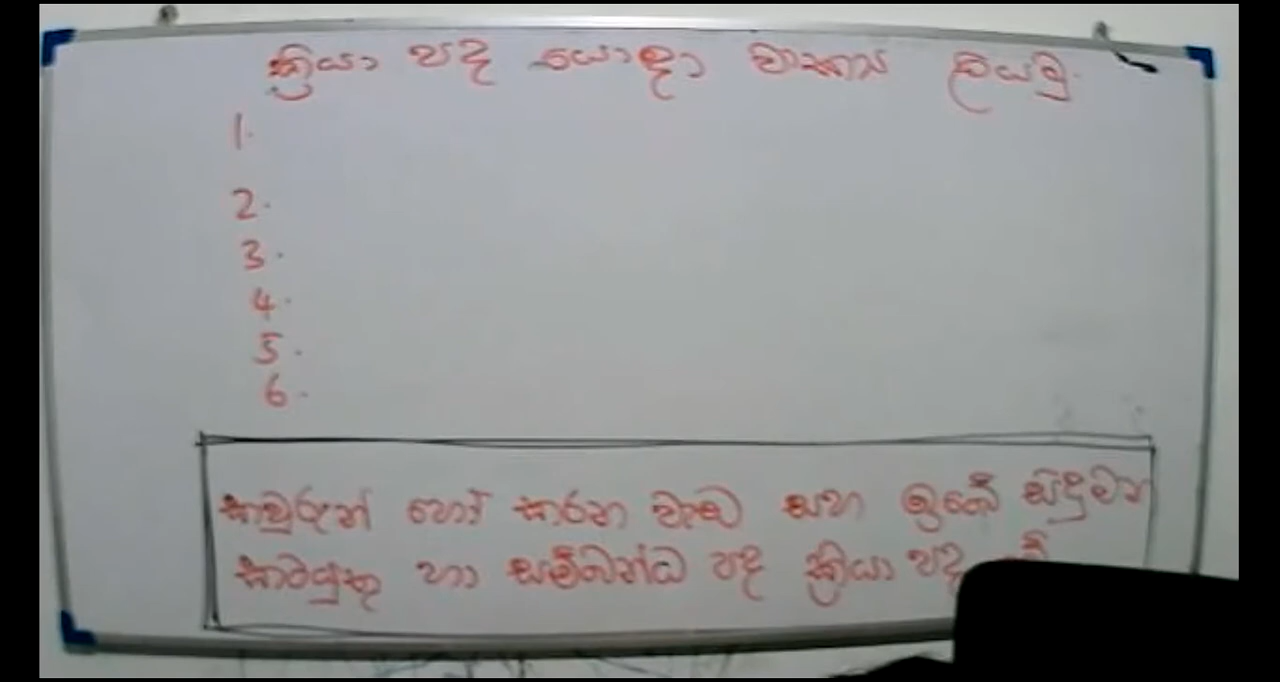 ක්‍රියා පද යොදා වාක්‍ය ලියමු.
1.
2.
3.
4.
5.
6.
කවුරුන් හෝ කරන වැඩ සහ ඉබේ සිදුවන
කටයුතු හා සම්බන්ධ පද ක්‍රියා පද